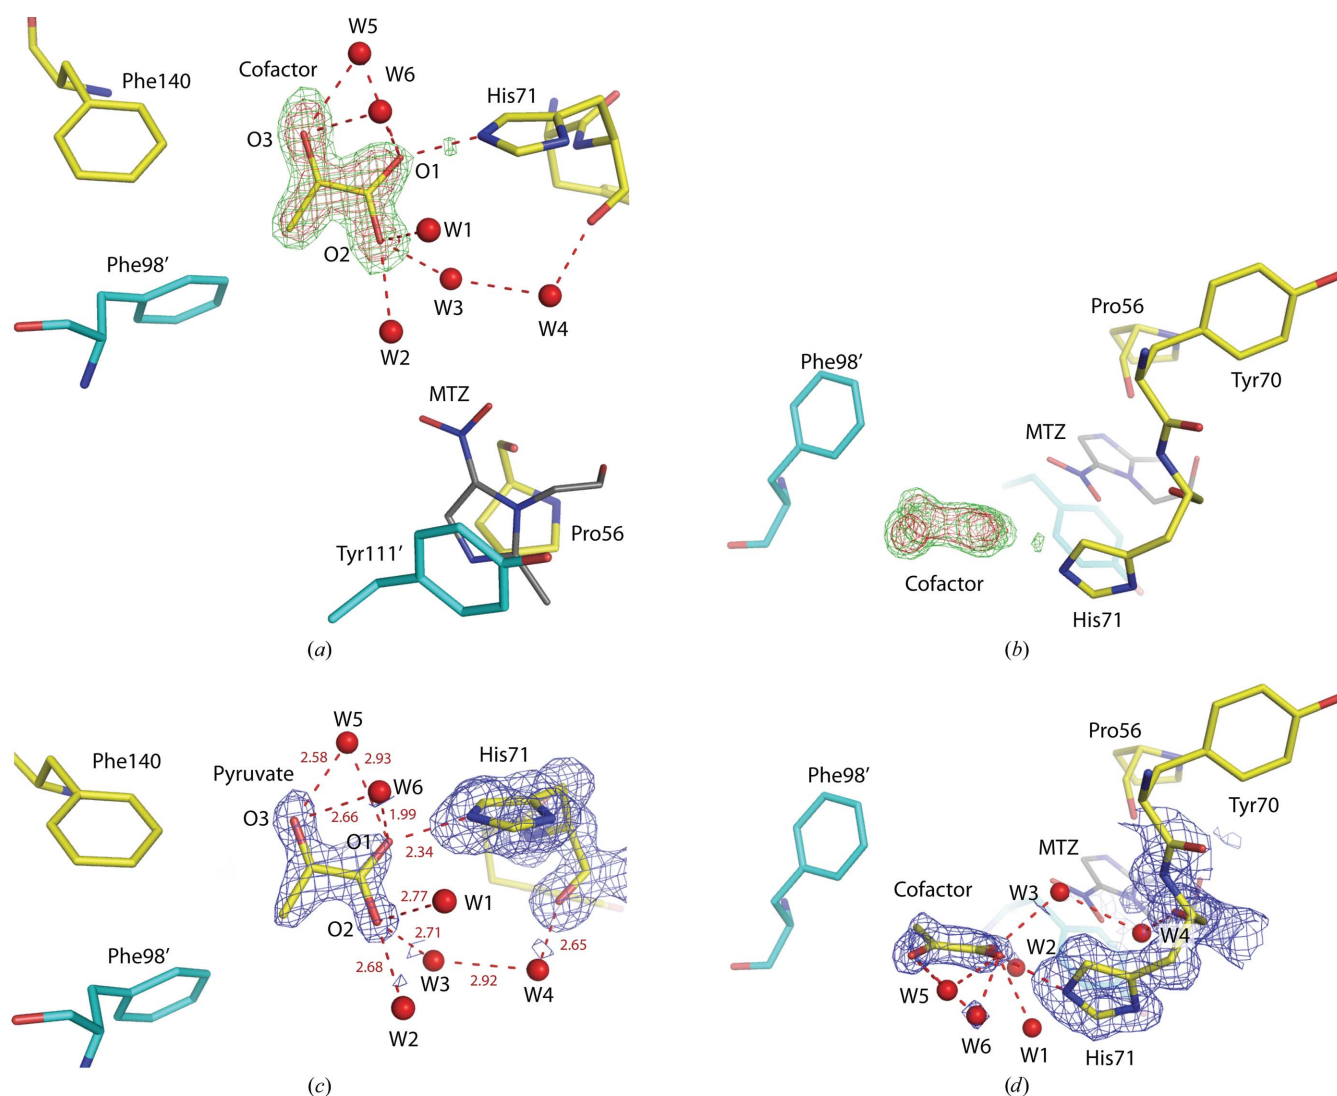 W5
Cofactor
W6
Phe140
His71
O3
O1
W1
O2
Phe98′
W3
W4
W2
MTZ
Pro56
Tyr111′
(a)
Pro56
Phe98′
Tyr70
MTZ
Cofactor
His71
(b)
W5
2.58
2.93
His71
Phe140
Pyruvate
W6
O3
2.66
1.99
O1
2.34
2.77
W1
O2
2.71
2.65
2.68
Phe98′
W3
2.92
W4
W2
(c)
Pro56
Phe98′
Tyr70
MTZ
Cofactor
W3
W4
W2
W5
W6
W1
His71
(d)